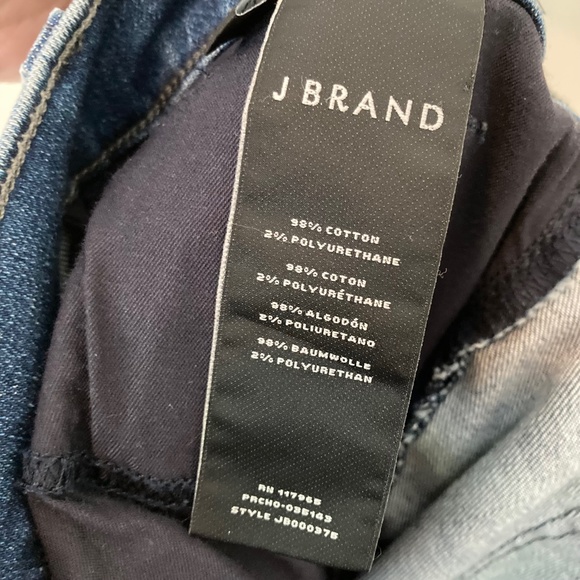 J BRAND
98% COTTON
2% POLYURETHANE
98% COTON
2% POLYURÉTHANE
98% ALGODÓN
2% POLIURETANO
98% BAUMWOLLE
2% POLYURETHAN
RN 117965
PRCHO-035143
STYLE JB000375